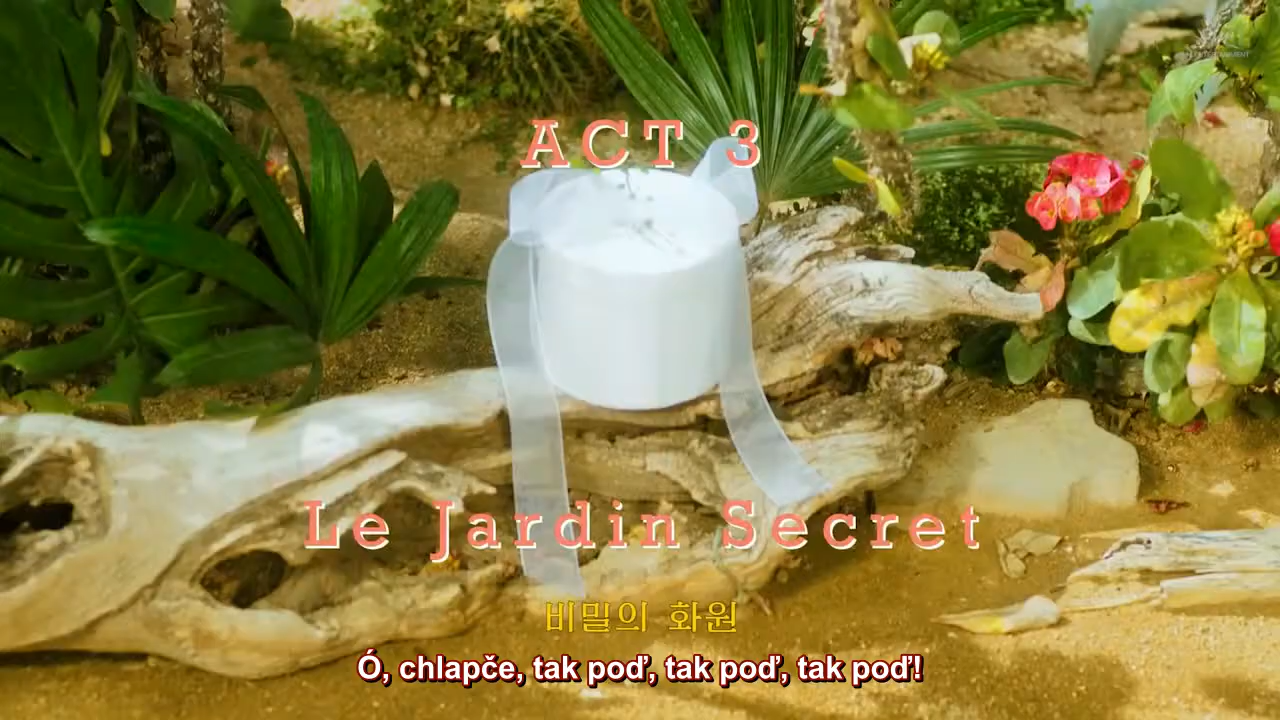 ACT 3
Le Jardin Secret
비밀의 화원
Ó, chlapče, tak poď, tak poď, tak poď!